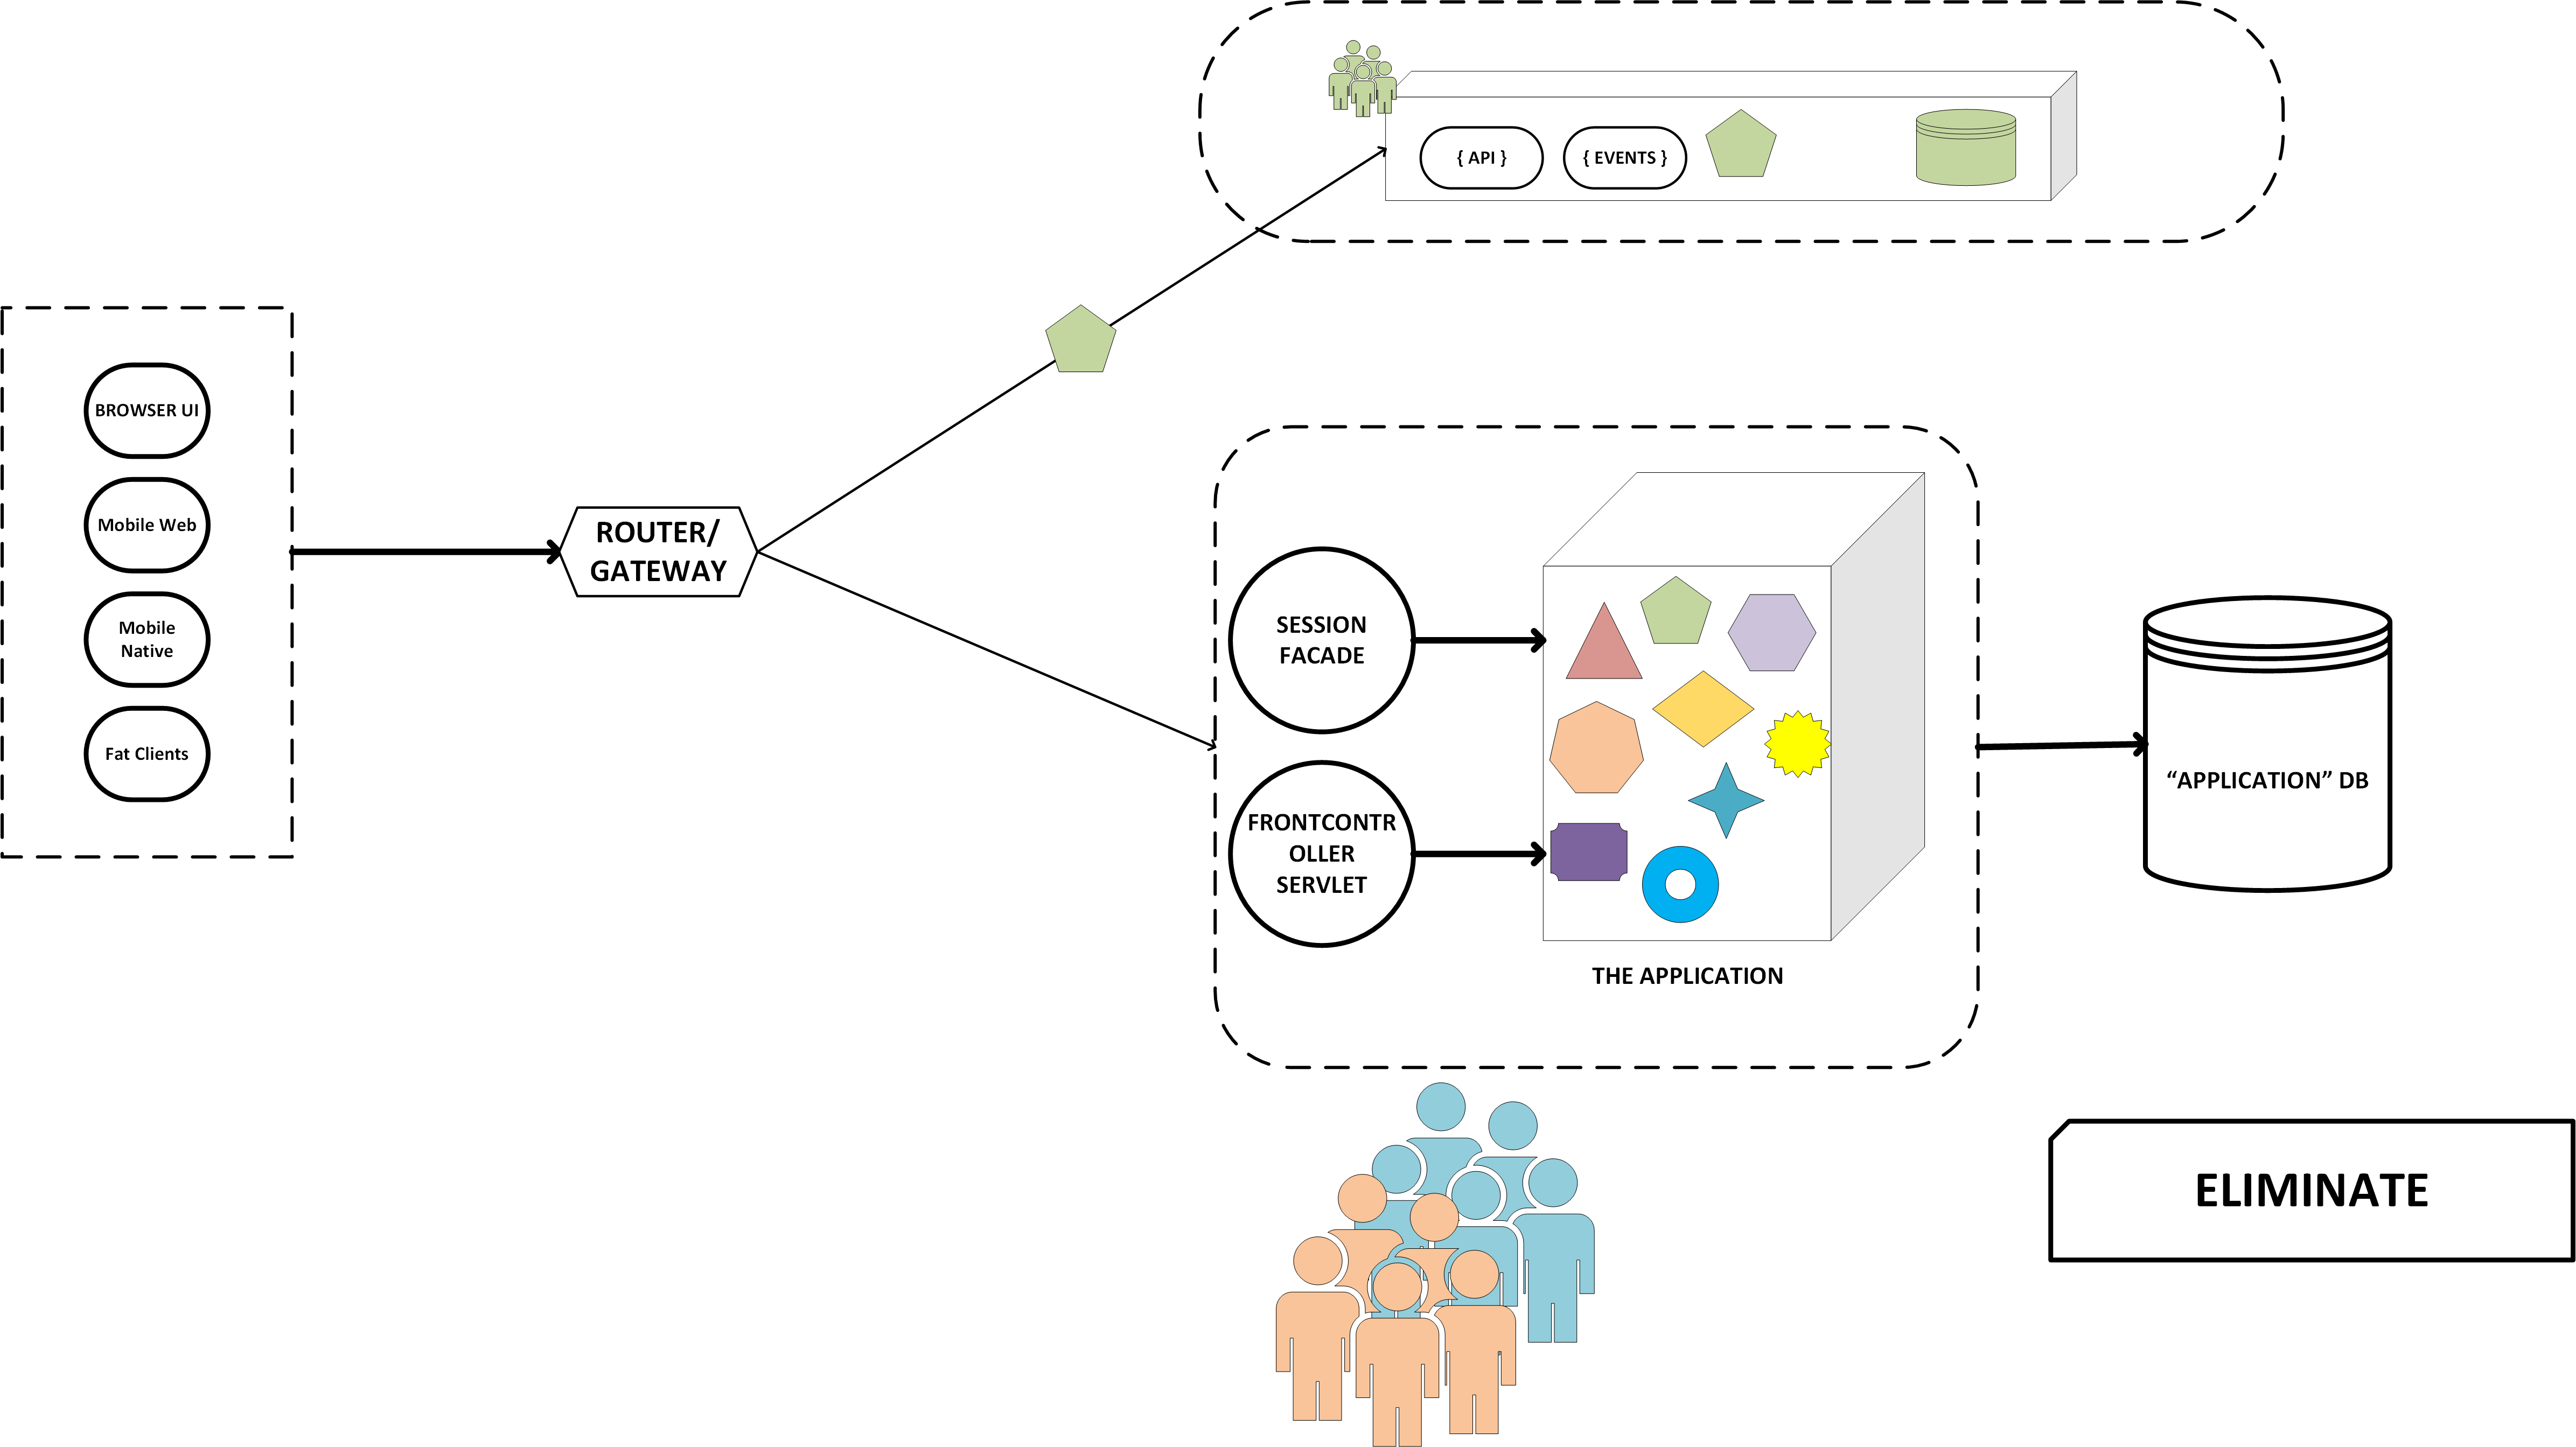 { API }
{ EVENTS }
BROWSER UI
Mobile Web
Mobile
Native
Fat Clients
ROUTER/
GATEWAY
SESSION
FACADE
FRONTCONTR
OLLER
SERVLET
THE APPLICATION
“APPLICATION” DB
ELIMINATE